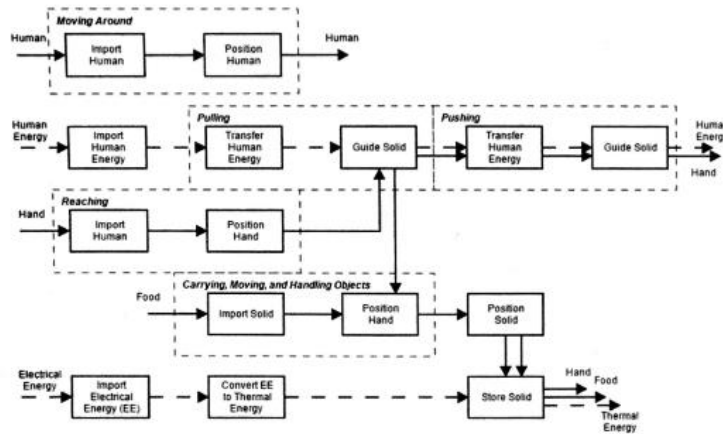 Moving Around
Human
Import
Human
Position
Human
Human
Human
Energy
Import
Human
Energy
Pulling
Transfer
Human
Energy
Guide Solid
Pushing
Transfer
Human
Energy
Guide Solid
Human
Energ
Hand
Reaching
Hand
Import
Human
Position
Hand
Carrying, Moving, and Handling Objects
Food
Import Solid
Position
Hand
Position
Solid
Electrical
Energy
Import
Electrical
Energy (EE)
Convert EE
to Thermal
Energy
Store Solid
Hand
Food
Thermal
Energy